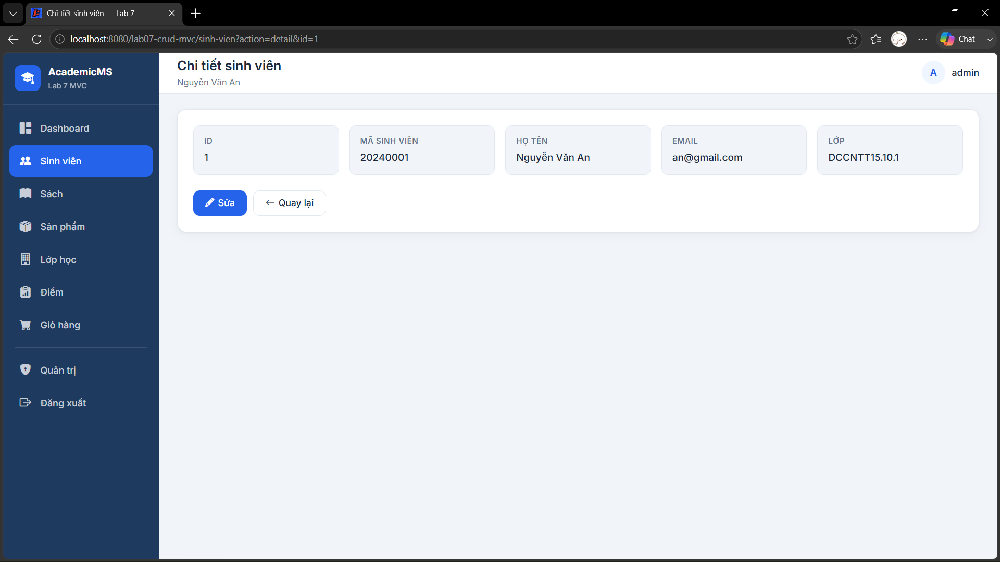 Chi tiết sinh viên — Lab 7
localhost:8080/lab07-crud-mvc/sinh-vien?action=detail&id=1
Chat
AcademicMS
Lab 7 MVC
Dashboard
Sinh viên
Sách
Sản phẩm
Lớp học
Điểm
Giỏ hàng
Quản trị
Đăng xuất
Chi tiết sinh viên
Nguyễn Văn An
A admin
ID
1
MÃ SINH VIÊN
20240001
HỌ TÊN
Nguyễn Văn An
EMAIL
an@gmail.com
LỚP
DCCNTT15.10.1
Sửa
Quay lại